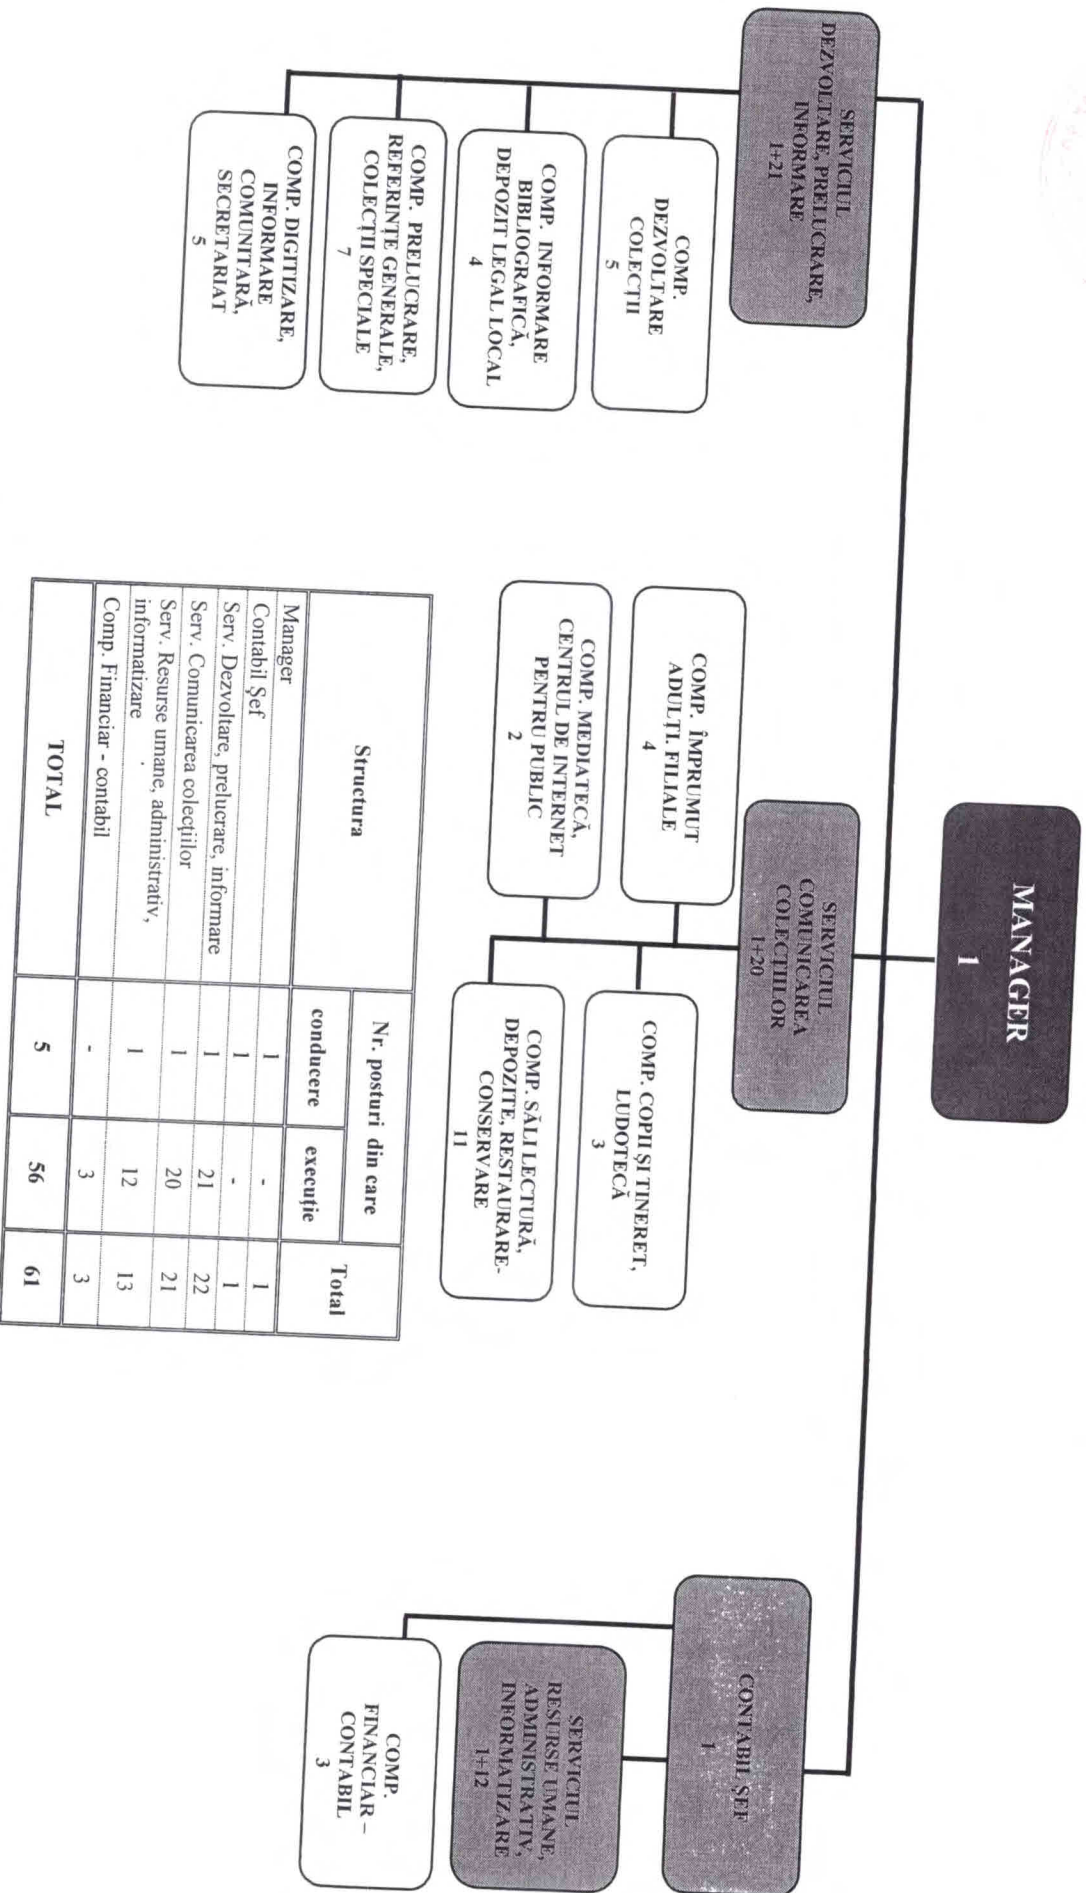 MANAGER
1
SERVICIUL
DEZVOLTARE, PRELUCRARE,
INFORMARE
1+21
SERVICIUL
COMUNICAREA
COLECȚIILOR
1+20
CONTABIL ȘEF
1
COMP.
DEZVOLTARE
COLECȚII
5
COMP. INFORMARE
BIBLIOGRAFICĂ,
DEPOZIT LEGAL LOCAL
4
COMP. PRELUCRARE,
REFERINȚE GENERALE,
COLECȚII SPECIALE
7
COMP. DIGITIZARE,
INFORMARE
COMUNITARĂ,
SECRETARIAT
5
COMP. ÎMPRUMUT
ADULȚI. FILIALE
4
COMP. COPII ȘI TINERET,
LUDOTECĂ
3
COMP. MEDIATECĂ,
CENTRUL DE INTERNET
PENTRU PUBLIC
2
COMP. SĂLI LECTURĂ,
DEPOZITE, RESTAURARE-
CONSERVARE
11
SERVICIUL
RESURSE UMANE,
ADMINISTRATIV,
INFORMATIZARE
1+12
COMP.
FINANCIAR –
CONTABIL
3
Structura Nr. posturi din care Total
conducere execuție
Manager 1 - 1
Contabil Șef 1 - 1
Serv. Dezvoltare, prelucrare, informare 1 21 22
Serv. Comunicarea colecțiilor 1 20 21
Serv. Resurse umane, administrativ,
informatizare 1 12 13
Comp. Financiar - contabil - 3 3
TOTAL 5 56 61